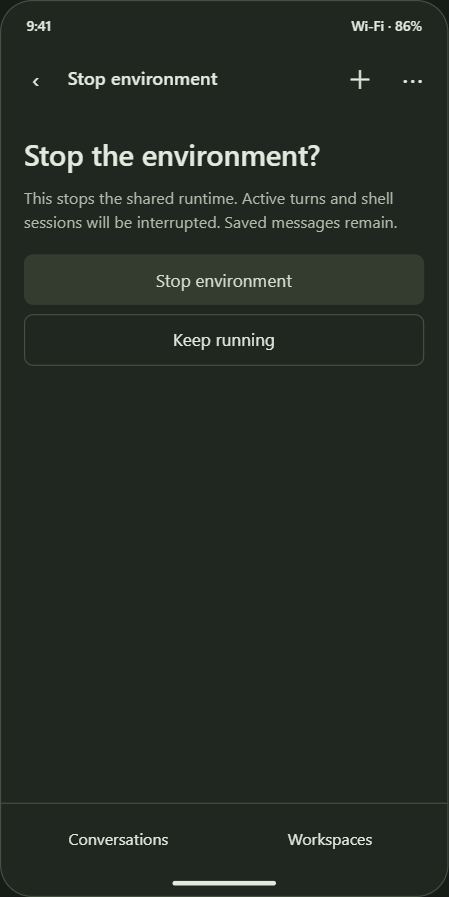 9:41
Wi-Fi · 86%
‹ Stop environment + ...
Stop the environment?
This stops the shared runtime. Active turns and shell
sessions will be interrupted. Saved messages remain.
Stop environment
Keep running
Conversations
Workspaces